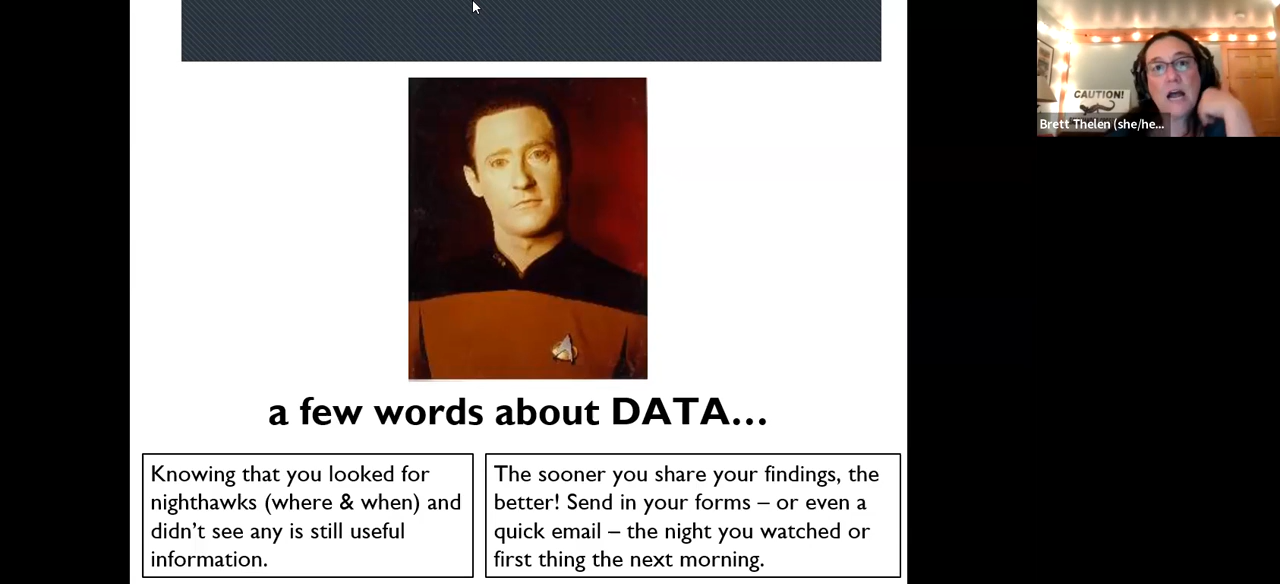 CAUTION!
Brett Thelen (she/he...
a few words about DATA...
Knowing that you looked for
nighthawks (where & when) and
didn't see any is still useful
information.
The sooner you share your findings, the
better! Send in your forms – or even a
quick email – the night you watched or
first thing the next morning.